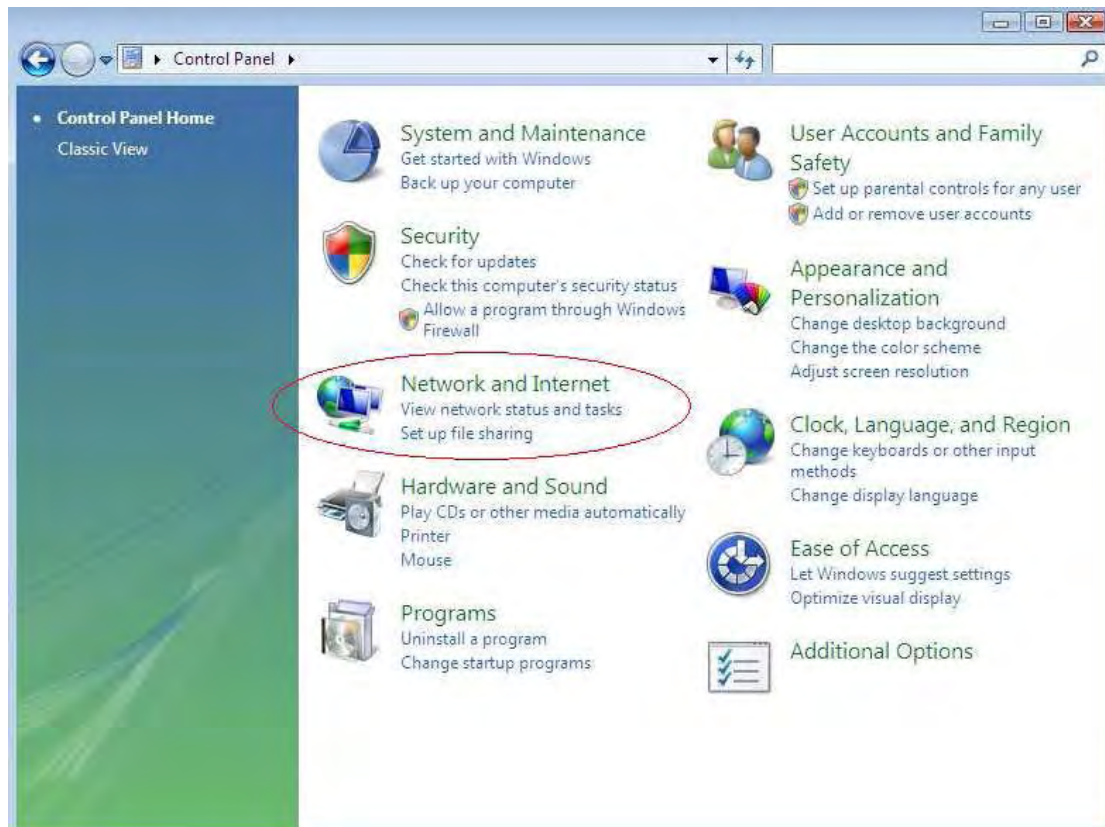 Control Panel
Control Panel Home
Classic View
System and Maintenance
Get started with Windows
Back up your computer
Security
Check for updates
Check this computer's security status
Allow a program through Windows
Firewall
Network and Internet
View network status and tasks
Set up file sharing
Hardware and Sound
Play CDs or other media automatically
Printer
Mouse
Programs
Uninstall a program
Change startup programs
User Accounts and Family
Safety
Set up parental controls for any user
Add or remove user accounts
Appearance and
Personalization
Change desktop background
Change the color scheme
Adjust screen resolution
Clock, Language, and Region
Change keyboards or other input
methods
Change display language
Ease of Access
Let Windows suggest settings
Optimize visual display
Additional Options